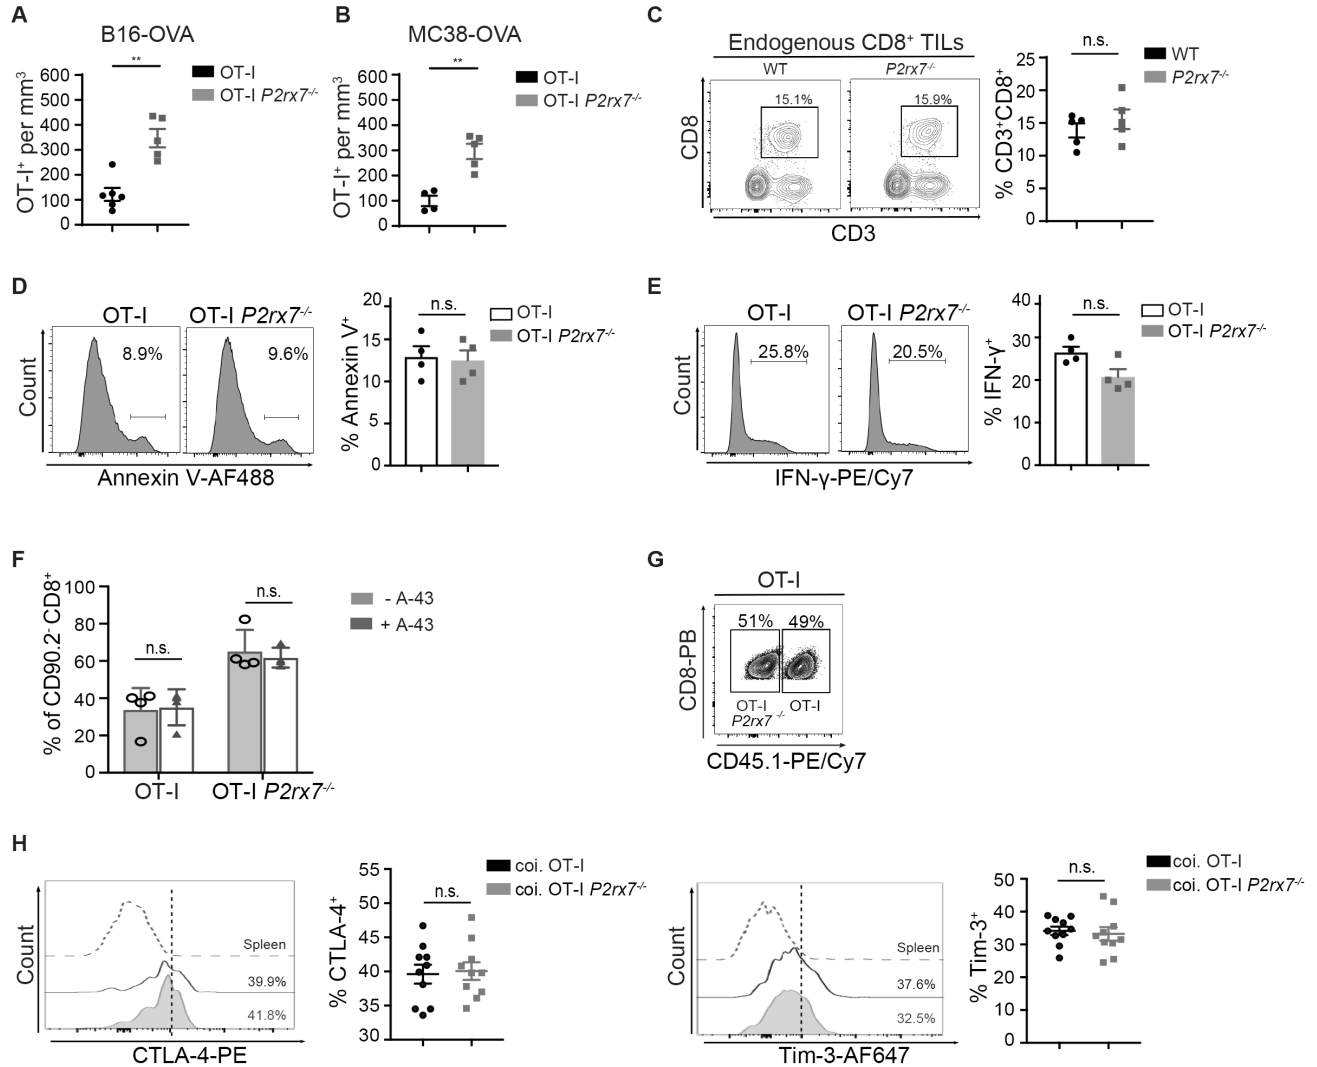 A
B16-OVA
**
OT-I⁺ per mm³
600
500
400
300
200
100
0
OT-I
OT-I P2rx7-/-
B
MC38-OVA
**
OT-I⁺ per mm³
600
500
400
300
200
100
0
OT-I
OT-I P2rx7-/-
C
Endogenous CD8⁺ TILs
WT
P2rx7-/-
15.1%
15.9%
CD8
CD3
n.s.
% CD3⁺CD8⁺
25
20
15
10
5
0
WT
P2rx7-/-
D
OT-I
OT-I P2rx7-/-
8.9%
9.6%
Count
Annexin V-AF488
n.s.
% Annexin V⁺
20
15
10
5
0
OT-I
OT-I P2rx7-/-
E
OT-I
OT-I P2rx7-/-
25.8%
20.5%
Count
IFN-γ-PE/Cy7
n.s.
% IFN-γ⁺
40
30
20
10
0
OT-I
OT-I P2rx7-/-
F
% of CD90.2⁻ CD8⁺
100
80
60
40
20
0
n.s.
n.s.
OT-I
OT-I P2rx7-/-
- A-43
+ A-43
G
OT-I
51%
49%
CD8-PB
OT-I
P2rx7 -/-
OT-I
CD45.1-PE/Cy7
H
Count
Spleen
39.9%
41.8%
CTLA-4-PE
n.s.
% CTLA-4⁺
55
50
45
40
35
30
coi. OT-I
coi. OT-I P2rx7-/-
Count
Spleen
37.6%
32.5%
Tim-3-AF647
n.s.
% Tim-3⁺
50
40
30
20
10
0
coi. OT-I
coi. OT-I P2rx7-/-